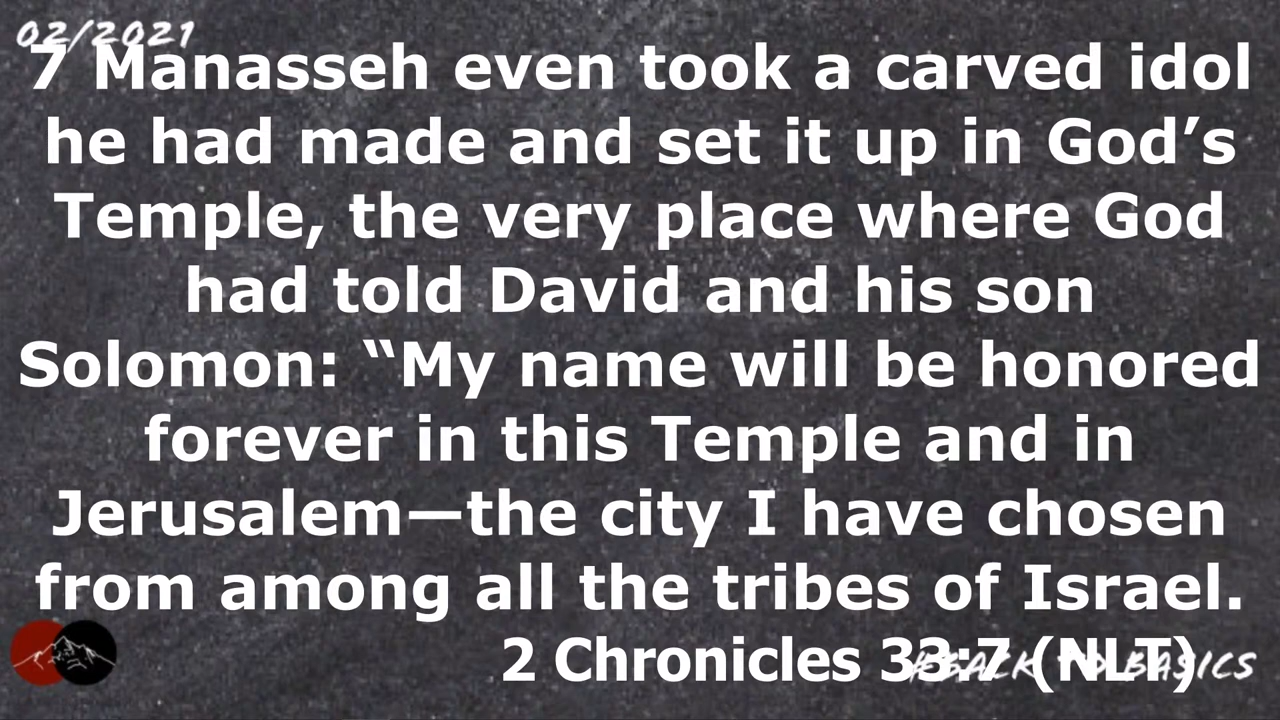 02/2021
7 Manasseh even took a carved idol
he had made and set it up in God’s
Temple, the very place where God
had told David and his son
Solomon: “My name will be honored
forever in this Temple and in
Jerusalem—the city I have chosen
from among all the tribes of Israel.
2 Chronicles 33:7 (NLT)
#BACK TO BASICS